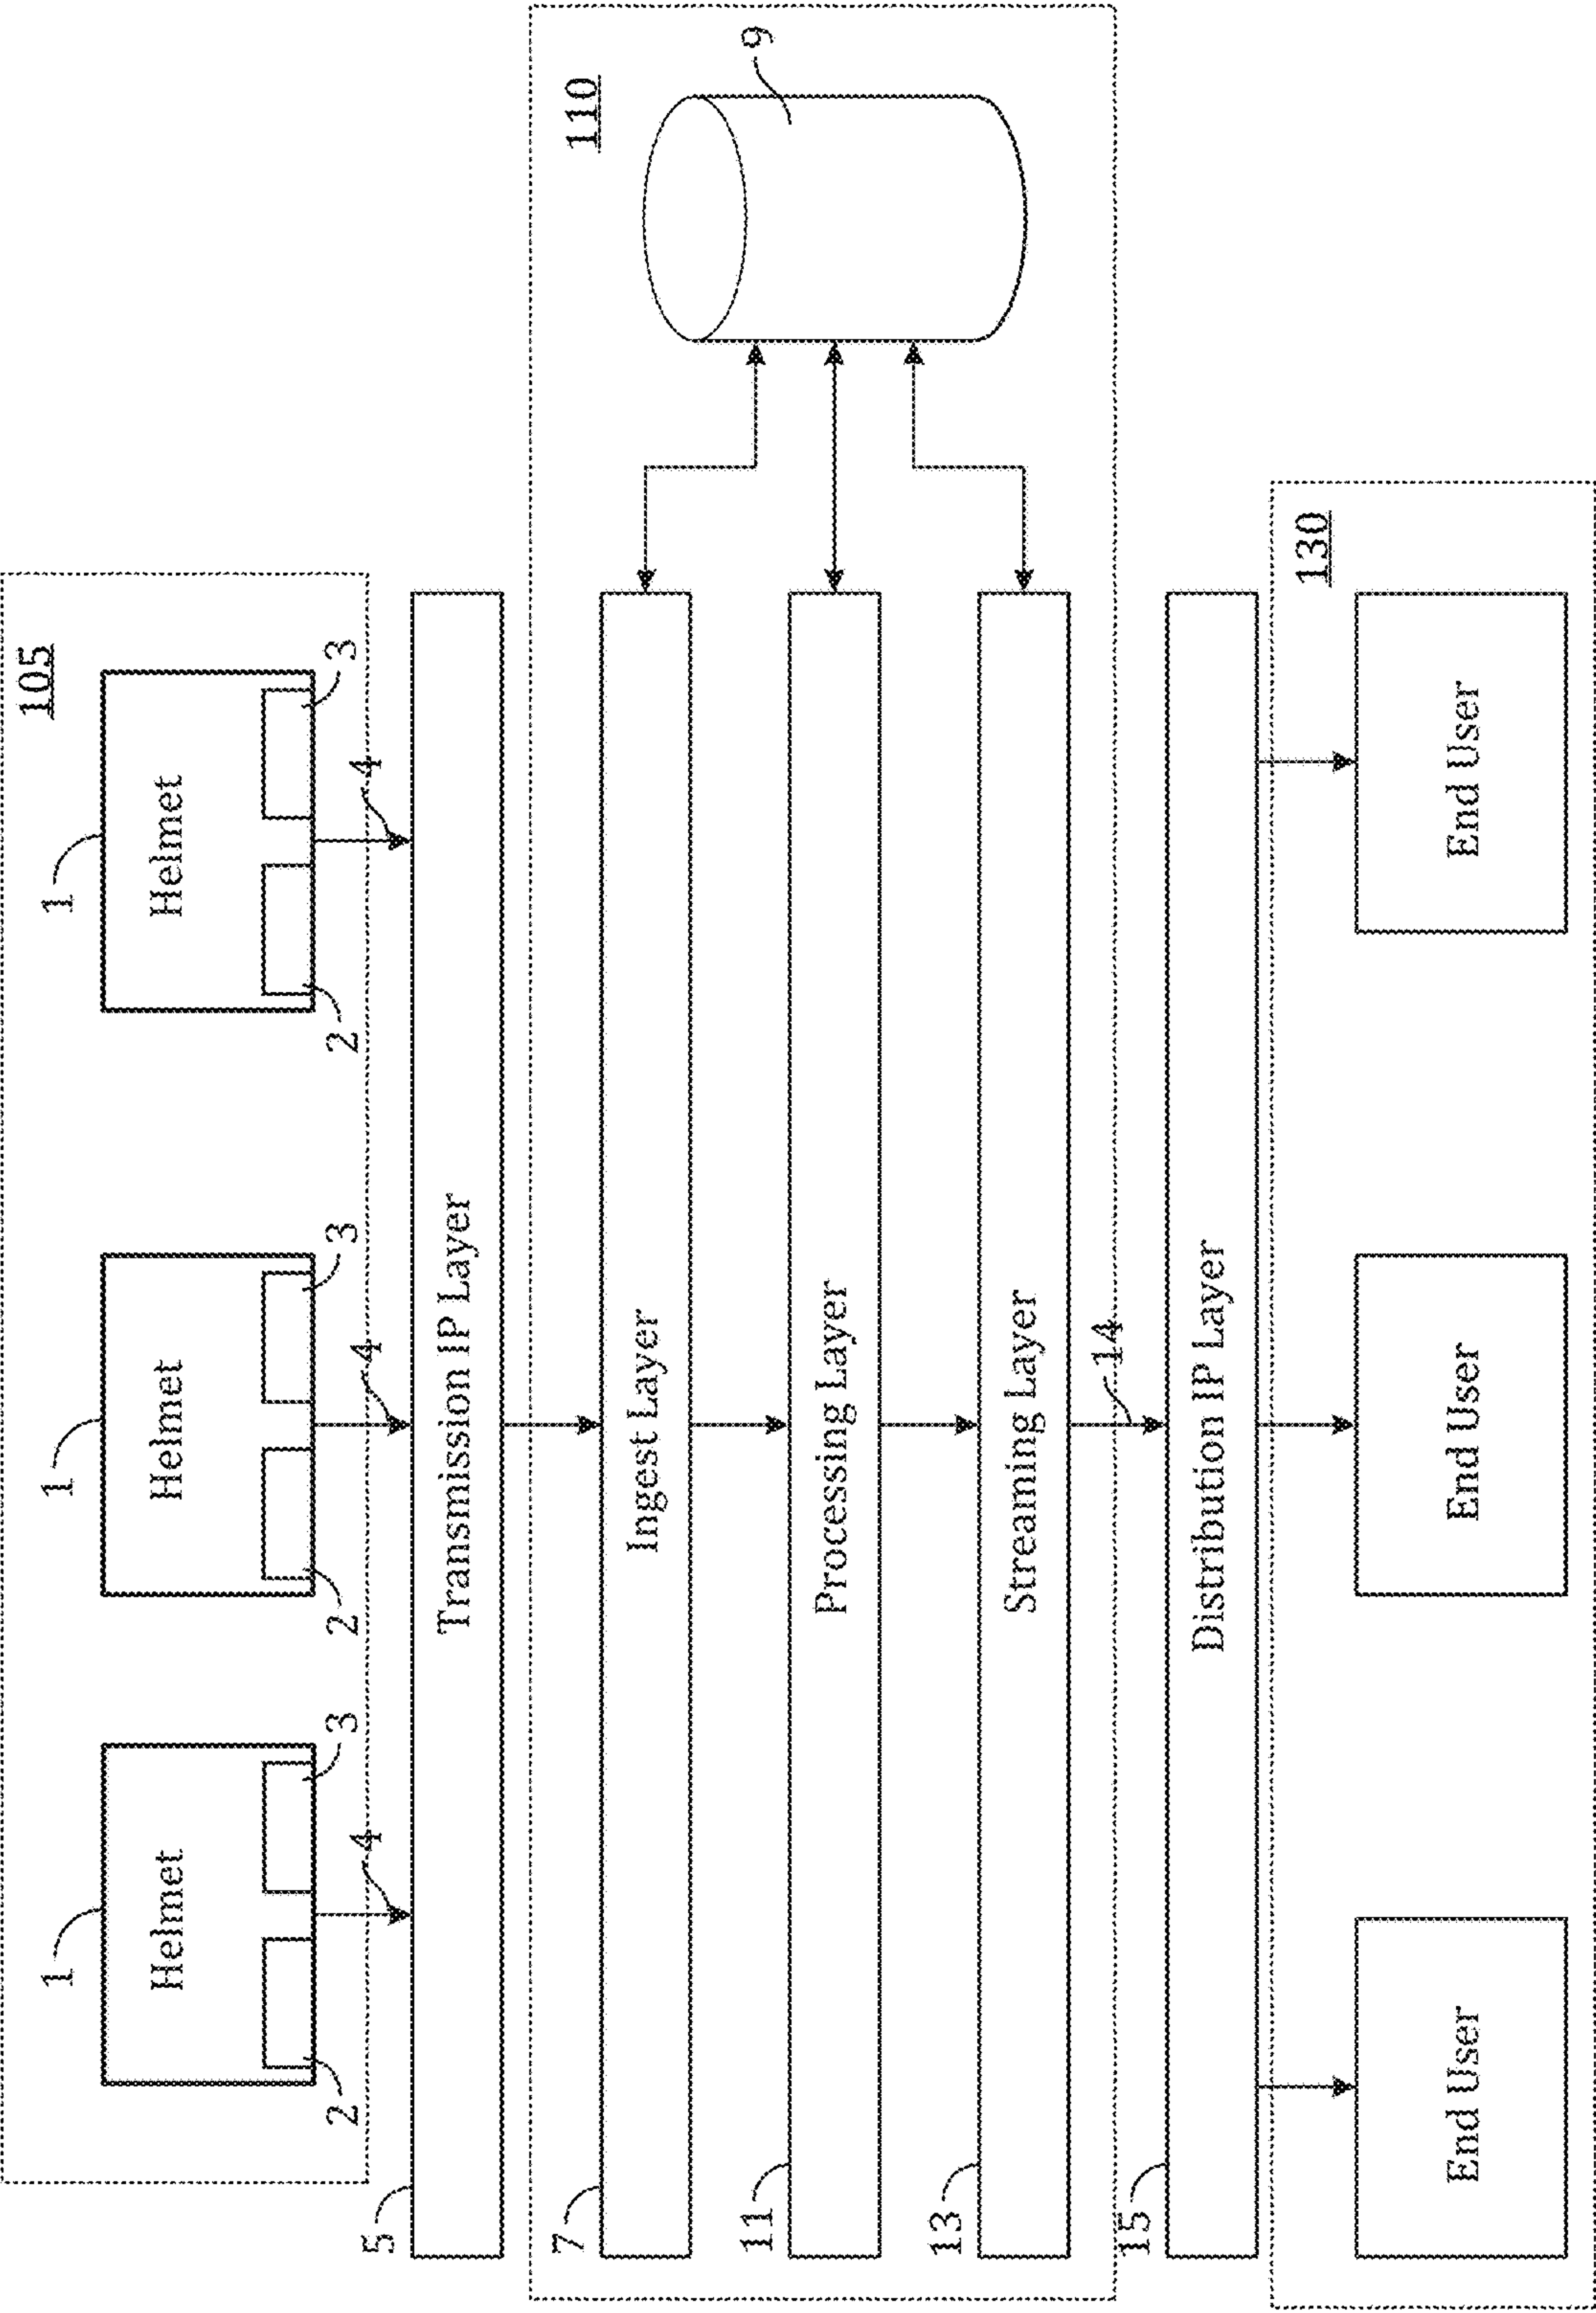 105
1
Helmet
2
3
4
1
Helmet
2
3
4
1
Helmet
2
3
4
5
Transmission IP Layer
110
7
Ingest Layer
9
11
Processing Layer
13
Streaming Layer
14
15
Distribution IP Layer
130
End User
End User
End User